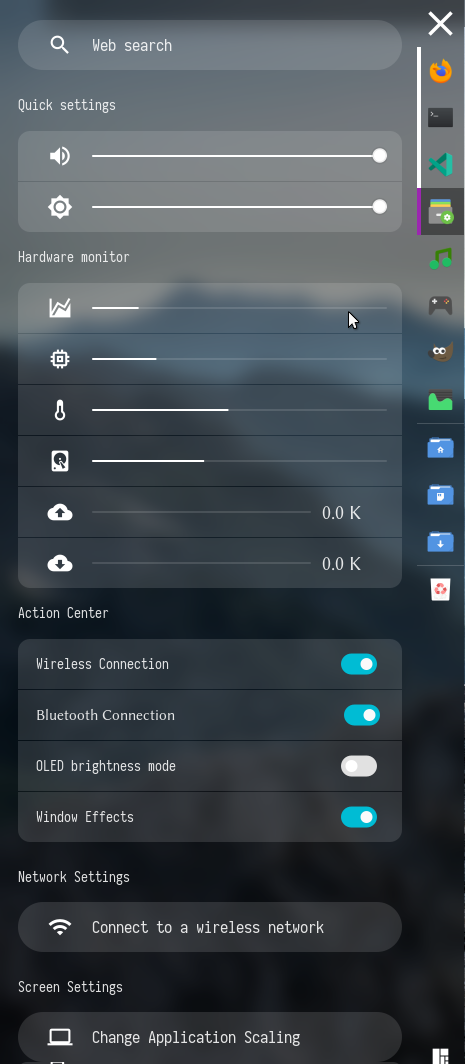 Web search
Quick settings
Hardware monitor
0.0 K
0.0 K
Action Center
Wireless Connection
Bluetooth Connection
OLED brightness mode
Window Effects
Network Settings
Connect to a wireless network
Screen Settings
Change Application Scaling